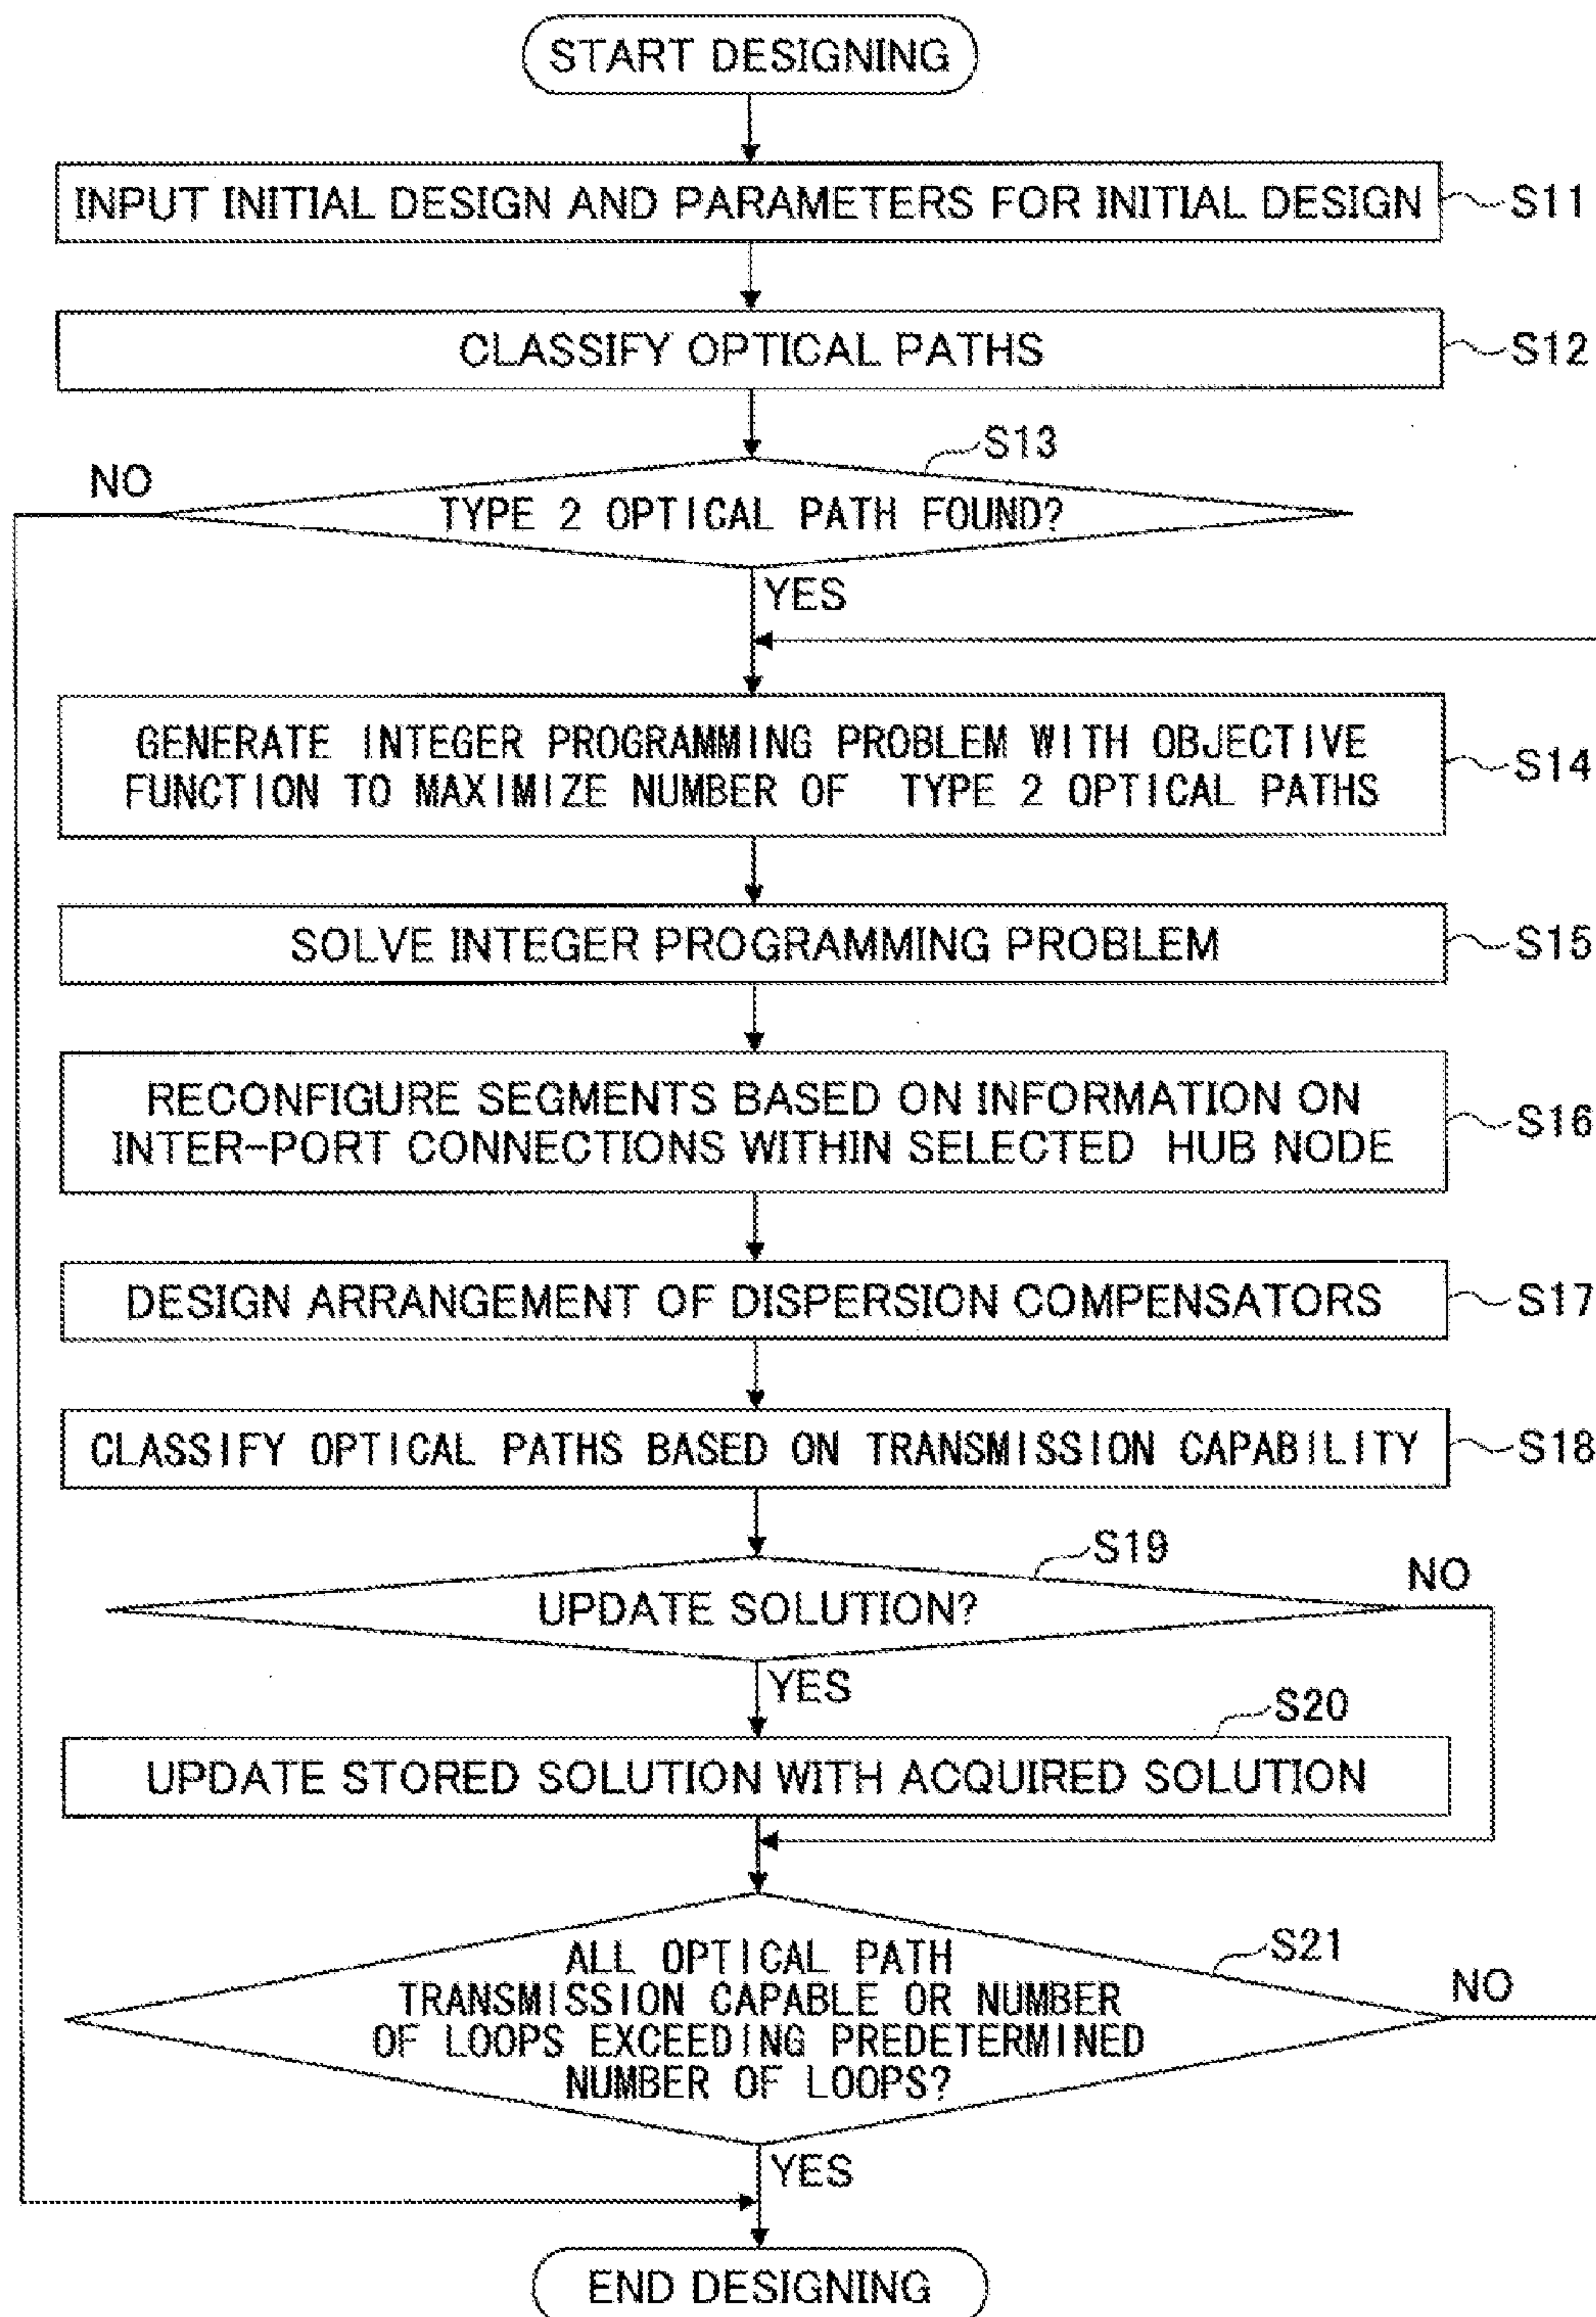 START DESIGNING
INPUT INITIAL DESIGN AND PARAMETERS FOR INITIAL DESIGN
S11
CLASSIFY OPTICAL PATHS
S12
S13
NO
TYPE 2 OPTICAL PATH FOUND?
YES
GENERATE INTEGER PROGRAMMING PROBLEM WITH OBJECTIVE
FUNCTION TO MAXIMIZE NUMBER OF TYPE 2 OPTICAL PATHS
S14
SOLVE INTEGER PROGRAMMING PROBLEM
S15
RECONFIGURE SEGMENTS BASED ON INFORMATION ON
INTER-PORT CONNECTIONS WITHIN SELECTED HUB NODE
S16
DESIGN ARRANGEMENT OF DISPERSION COMPENSATORS
S17
CLASSIFY OPTICAL PATHS BASED ON TRANSMISSION CAPABILITY
S18
S19
NO
UPDATE SOLUTION?
YES
S20
UPDATE STORED SOLUTION WITH ACQUIRED SOLUTION
S21
ALL OPTICAL PATH
TRANSMISSION CAPABLE OR NUMBER
OF LOOPS EXCEEDING PREDETERMINED
NUMBER OF LOOPS?
NO
YES
END DESIGNING